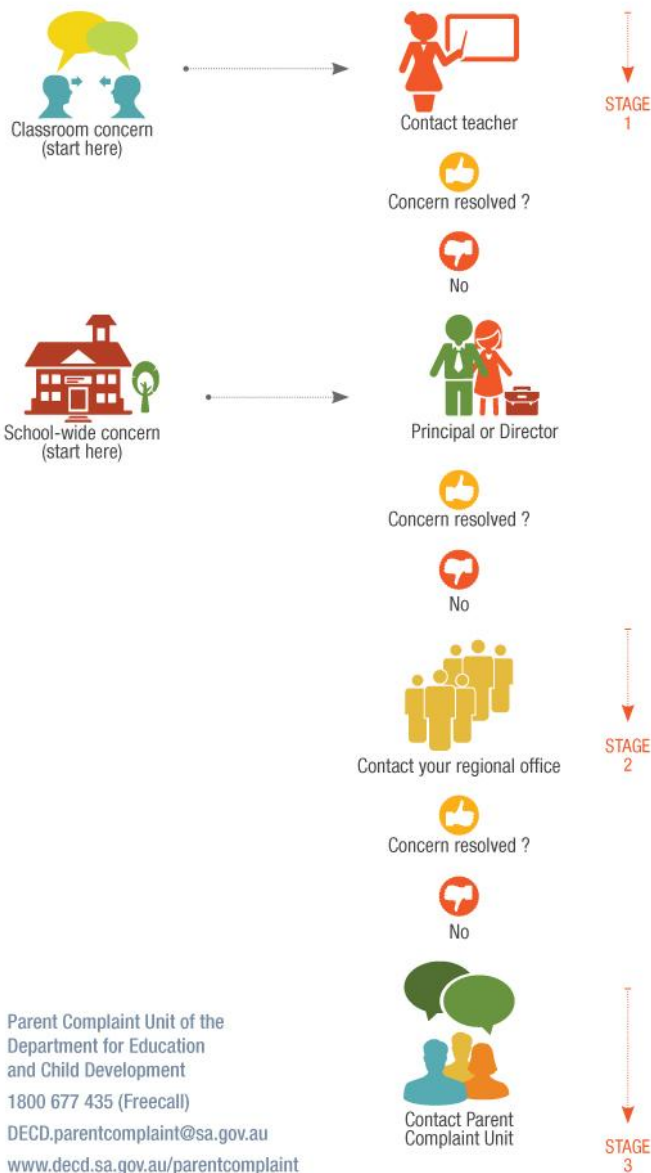 Classroom concern
(start here)
Contact teacher
STAGE
1
Concern resolved ?
No
School-wide concern
(start here)
Principal or Director
Concern resolved ?
No
Contact your regional office
STAGE
2
Concern resolved ?
No
Contact Parent
Complaint Unit
STAGE
3
Parent Complaint Unit of the
Department for Education
and Child Development
1800 677 435 (Freecall)
DECD.parentcomplaint@sa.gov.au
www.decd.sa.gov.au/parentcomplaint